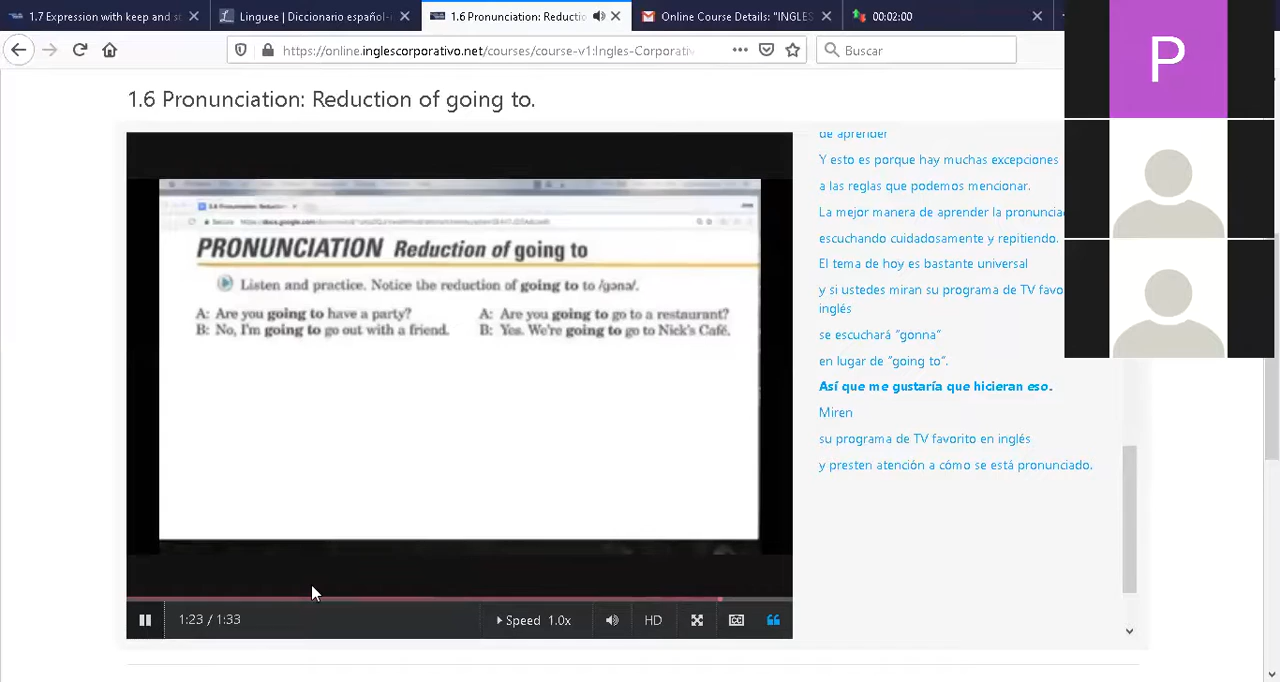 1.7 Expression with keep and
Linguee | Diccionario español-
1.6 Pronunciation: Reductio
Online Course Details: "INGLES
00:02:00
https://online.inglescorporativo.net/courses/course-v1:Ingles-Corporativ
Buscar
P
1.6 Pronunciation: Reduction of going to.
PRONUNCIATION Reduction of going to
Listen and practice. Notice the reduction of going to to /gənə/.
A: Are you going to have a party?
B: No, I'm going to go out with a friend.
A: Are you going to go to a restaurant?
B: Yes. We're going to go to Nick's Café.
de aprender
Y esto es porque hay muchas excepciones
a las reglas que podemos mencionar.
La mejor manera de aprender la pronuncia
escuchando cuidadosamente y repitiendo.
El tema de hoy es bastante universal
y si ustedes miran su programa de TV favo
inglés
se escuchará "gonna"
en lugar de "going to".
Así que me gustaría que hicieran eso.
Miren
su programa de TV favorito en inglés
y presten atención a cómo se está pronunciado.
1:23 / 1:33
Speed 1.0x
HD